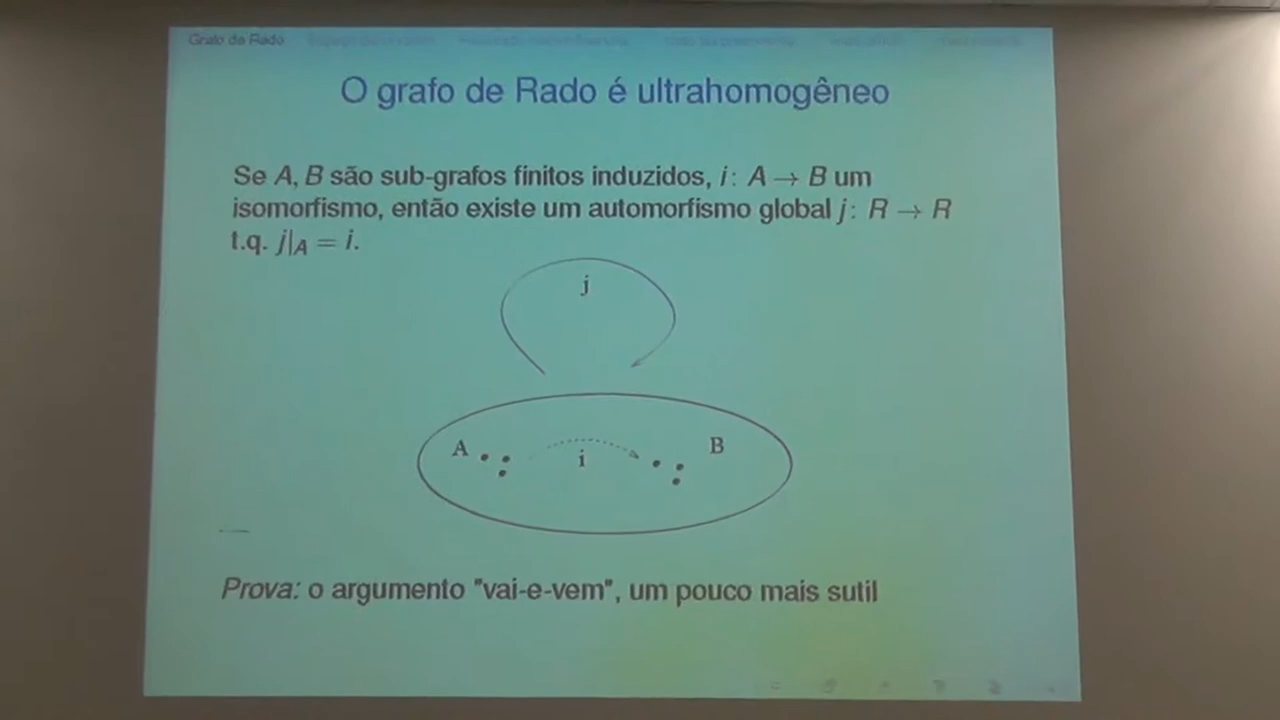 Grafo de Rado
O grafo de Rado é ultrahomogêneo
Se A, B são sub-grafos finitos induzidos, i: A → B um
isomorfismo, então existe um automorfismo global j: R → R
t.q. j|A = i.
j
A
i
B
Prova: o argumento "vai-e-vem", um pouco mais sutil